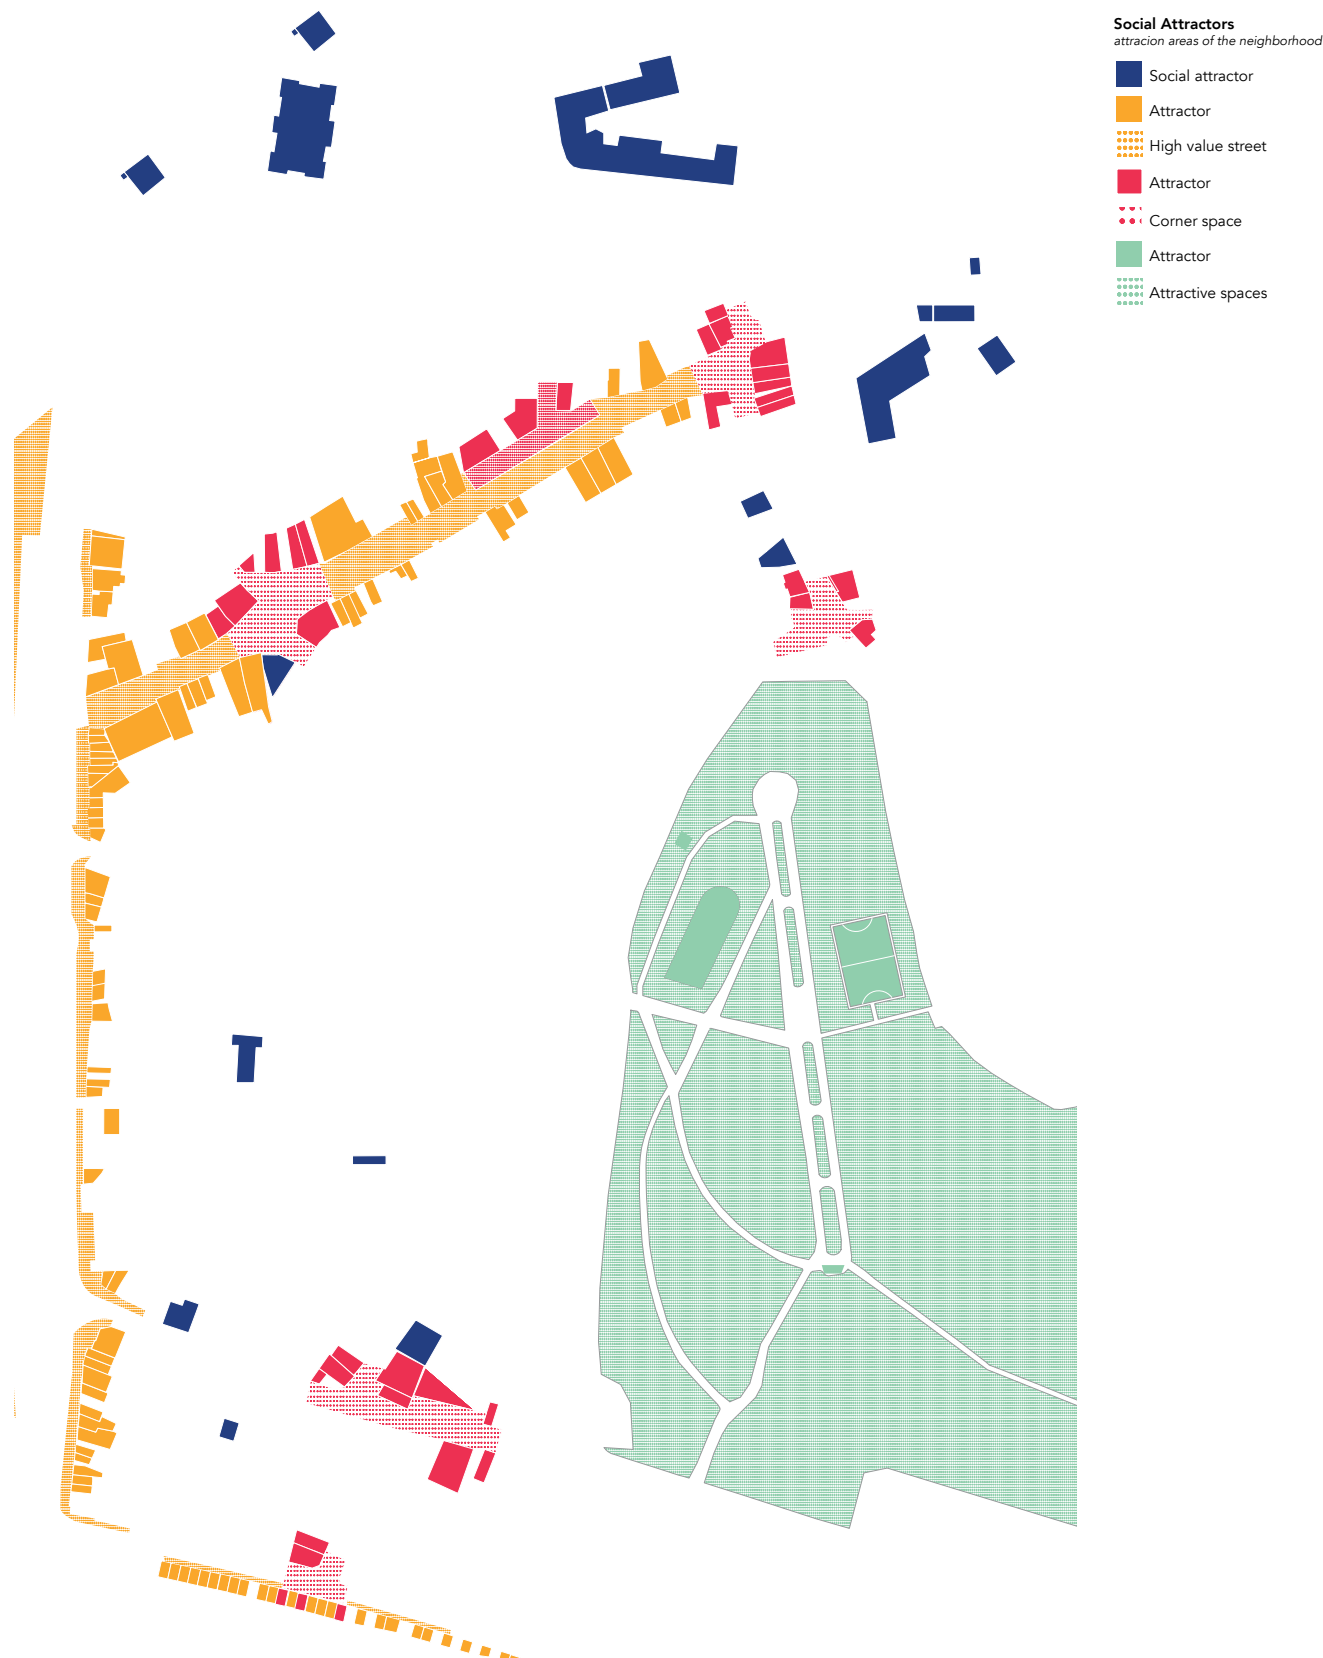 Social Attractors
attracion areas of the neighborhood
Social attractor
Attractor
High value street
Attractor
Corner space
Attractor
Attractive spaces